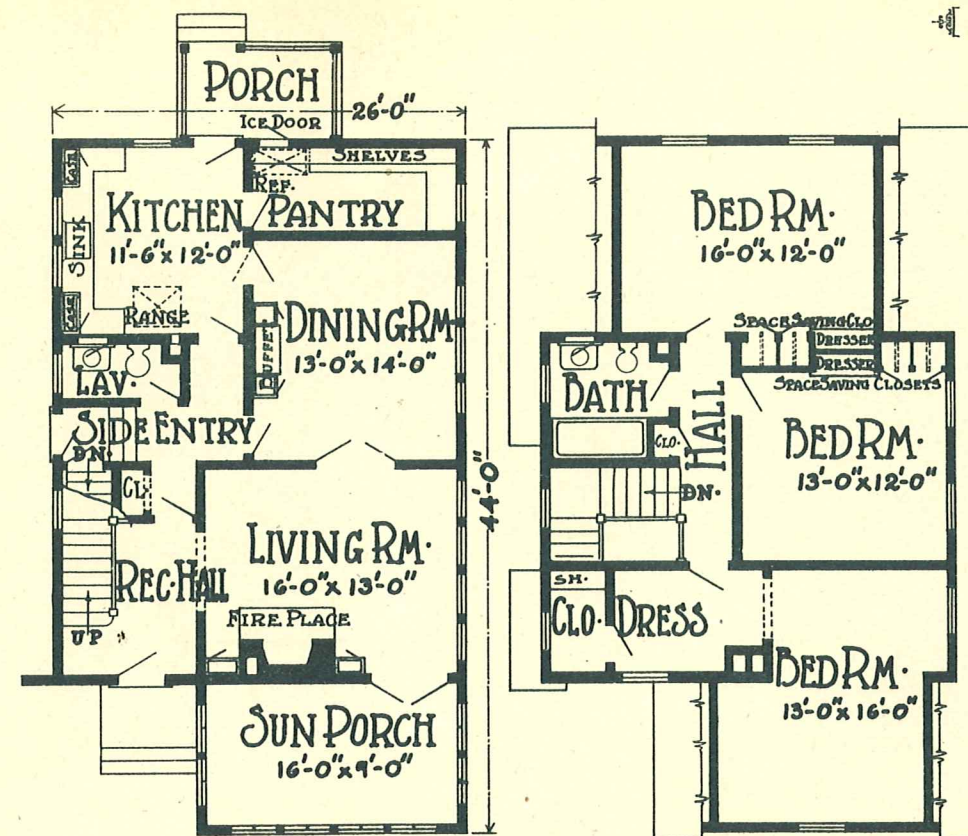 PORCH
26'-0"
ICE DOOR
CASE
SHELVES
REF.
KITCHEN
11'-6" x 12'-0"
PANTRY
SINK
CASE
RANGE
BUFFET
DINING RM
13'-0" x 14'-0"
LAV.
SIDE ENTRY
DN.
CL.
44'-0"
LIVING RM.
16'-0" x 13'-0"
REC. HALL
UP
FIRE PLACE
SUN PORCH
16'-0" x 9'-0"
BED RM.
16'-0" x 12'-0"
SPACE SAVING CLO
DRESSER
DRESSER
SPACE SAVING CLOSETS
BATH
HALL
CLO.
BED RM.
13'-0" x 12'-0"
DN.
SH.
CLO.
DRESS
BED RM.
13'-0" x 16'-0"